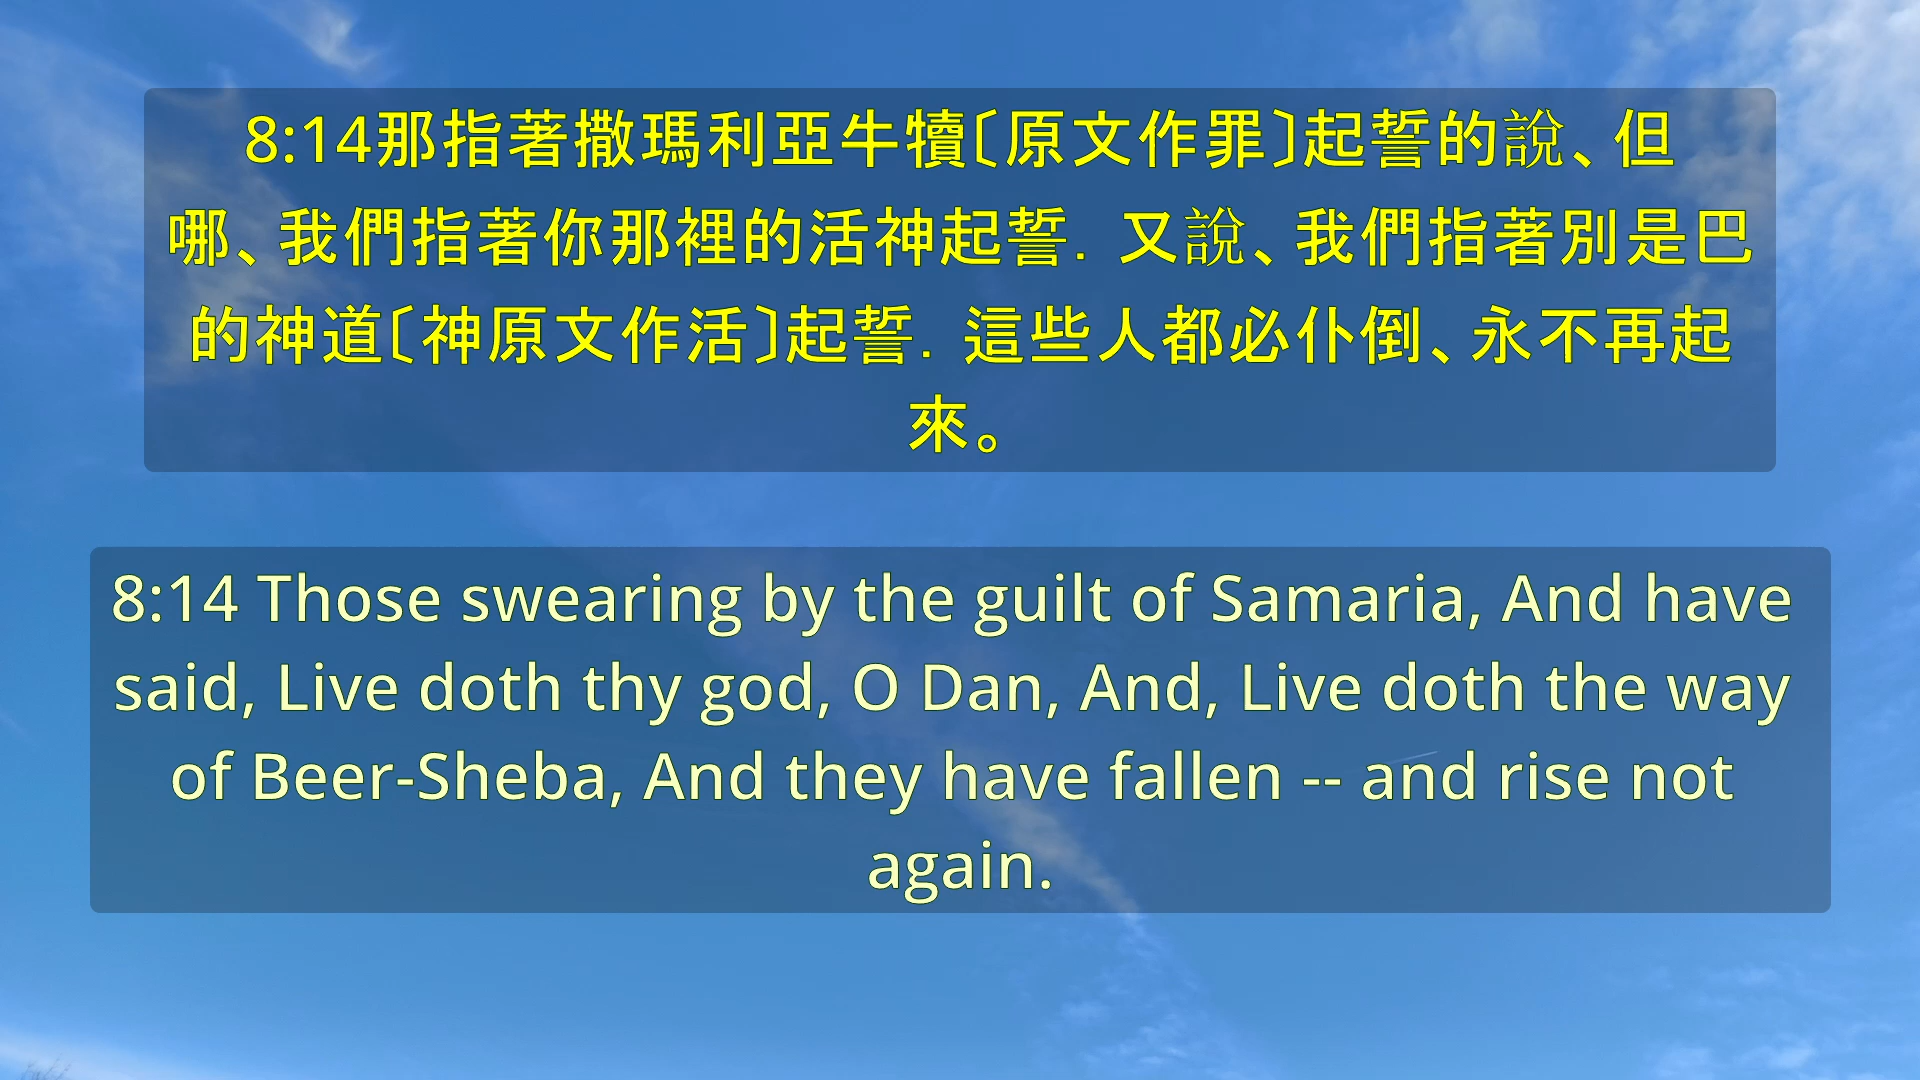 8:14那指著撒瑪利亞牛犢〔原文作罪〕起誓的說、但
哪、我們指著你那裡的活神起誓．又說、我們指著別是巴
的神道〔神原文作活〕起誓．這些人都必仆倒、永不再起
來。
8:14 Those swearing by the guilt of Samaria, And have
said, Live doth thy god, O Dan, And, Live doth the way
of Beer-Sheba, And they have fallen -- and rise not
again.